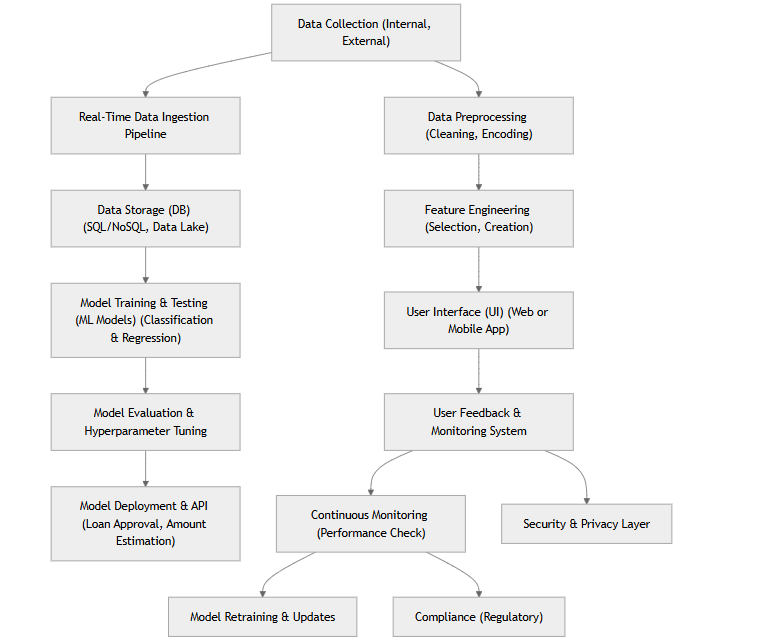 Data Collection (Internal,
External)
Real-Time Data Ingestion
Pipeline
Data Preprocessing
(Cleaning, Encoding)
Data Storage (DB)
(SQL/NoSQL, Data Lake)
Feature Engineering
(Selection, Creation)
Model Training & Testing
(ML Models) (Classification
& Regression)
User Interface (UI) (Web or
Mobile App)
Model Evaluation &
Hyperparameter Tuning
User Feedback &
Monitoring System
Model Deployment & API
(Loan Approval, Amount
Estimation)
Continuous Monitoring
(Performance Check)
Security & Privacy Layer
Model Retraining & Updates
Compliance (Regulatory)